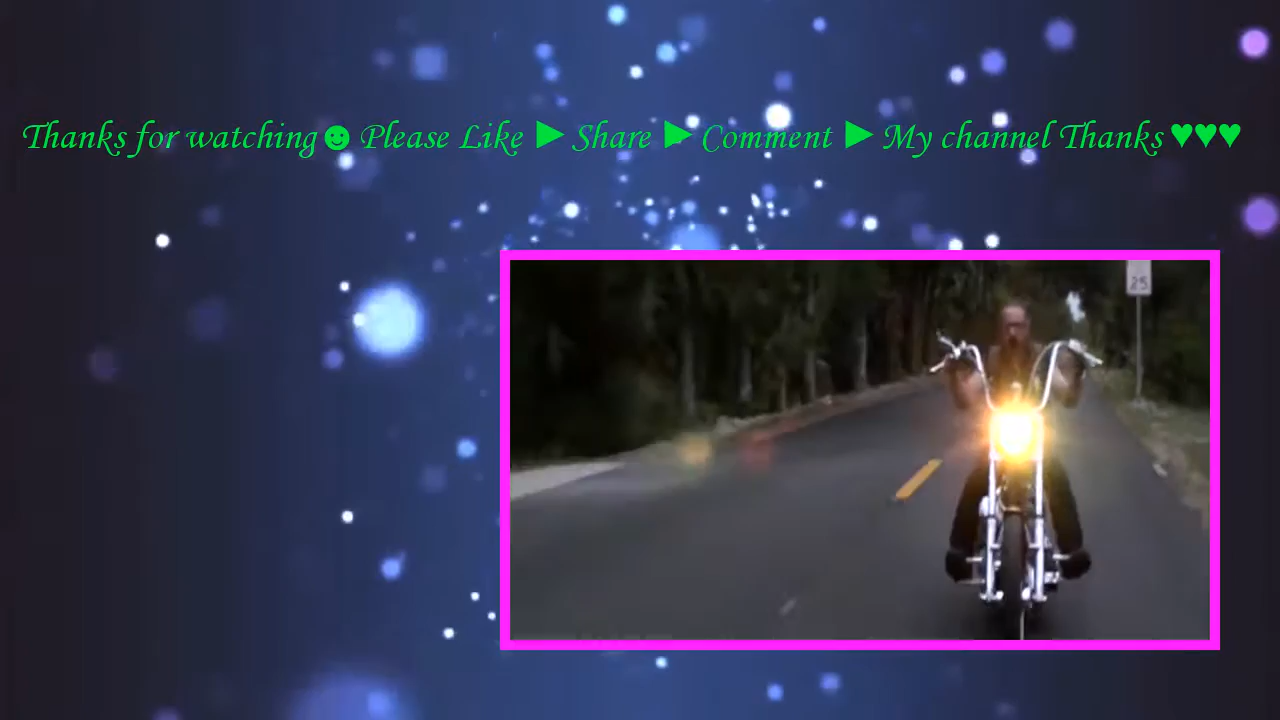 Thanks for watching☻Please Like ► Share ► Comment ► My channel Thanks♥♥♥
25